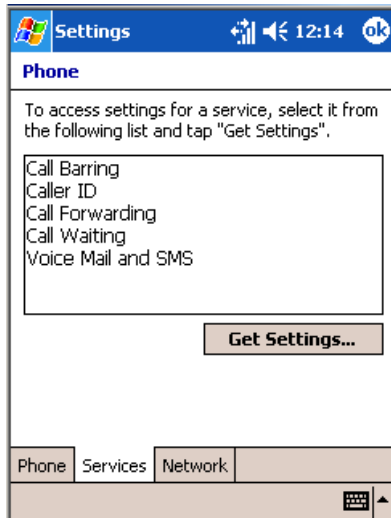 Settings 12:14 ok
Phone
To access settings for a service, select it from
the following list and tap "Get Settings".
Call Barring
Caller ID
Call Forwarding
Call Waiting
Voice Mail and SMS
Get Settings...
Phone Services Network